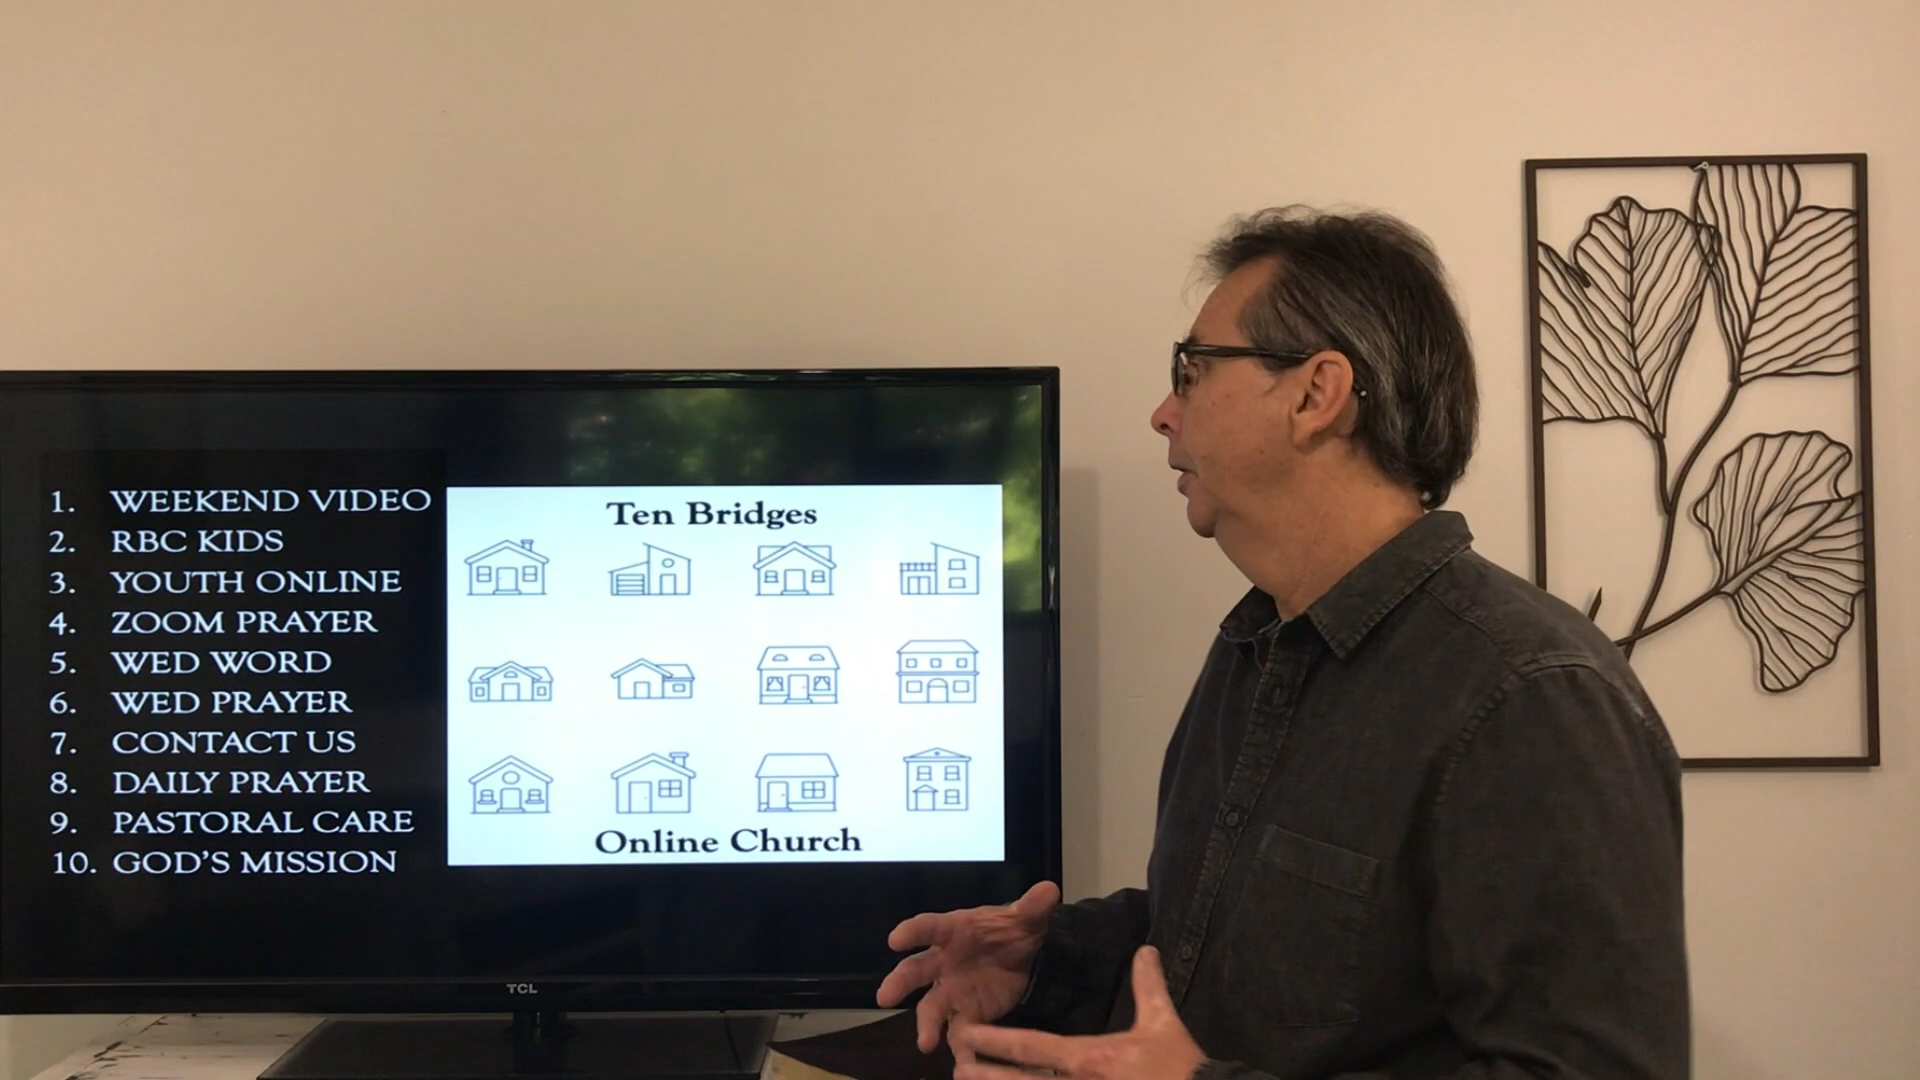 1. WEEKEND VIDEO
2. RBC KIDS
3. YOUTH ONLINE
4. ZOOM PRAYER
5. WED WORD
6. WED PRAYER
7. CONTACT US
8. DAILY PRAYER
9. PASTORAL CARE
10. GOD'S MISSION
Ten Bridges
Online Church
TCL